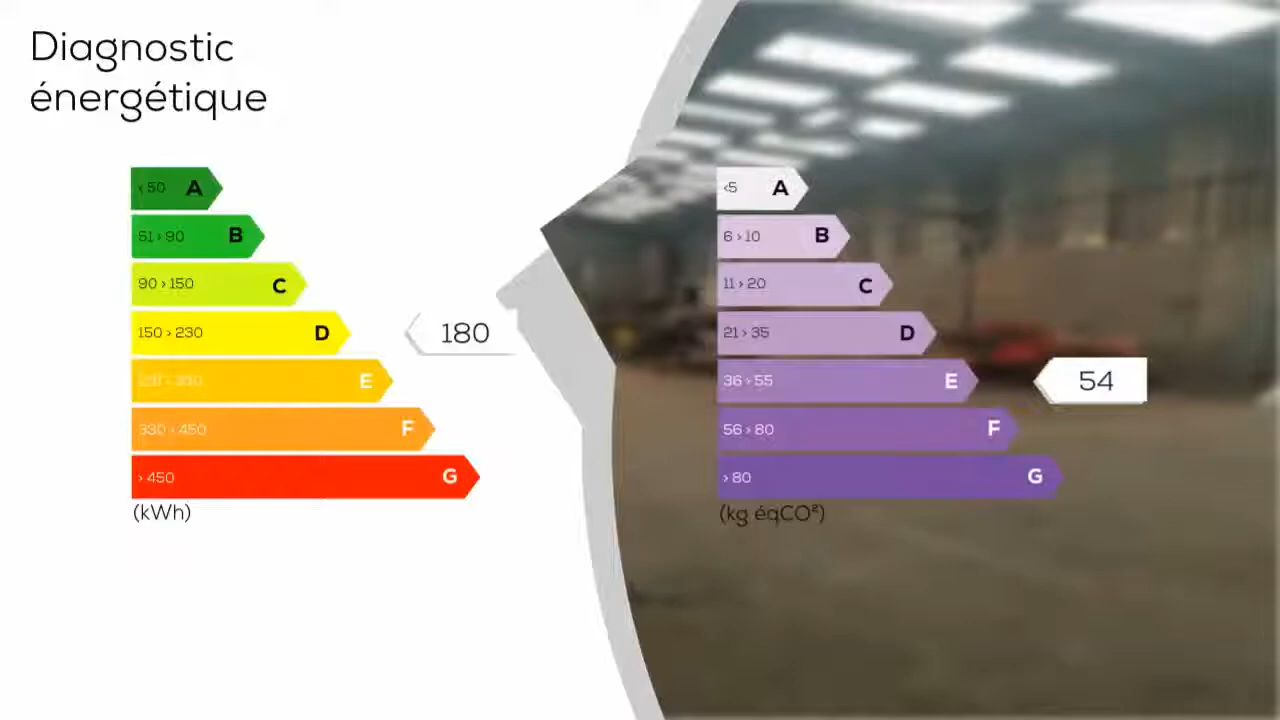 Diagnostic
énergétique
< 50 A
51 > 90 B
90 > 150 C
150 > 230 D
E
330 > 450 F
> 450 G
(kWh)
180
<5 A
6 > 10 B
11 > 20 C
21 > 35 D
36 > 55 E
56 > 80 F
> 80 G
(kg éqCO²)
54